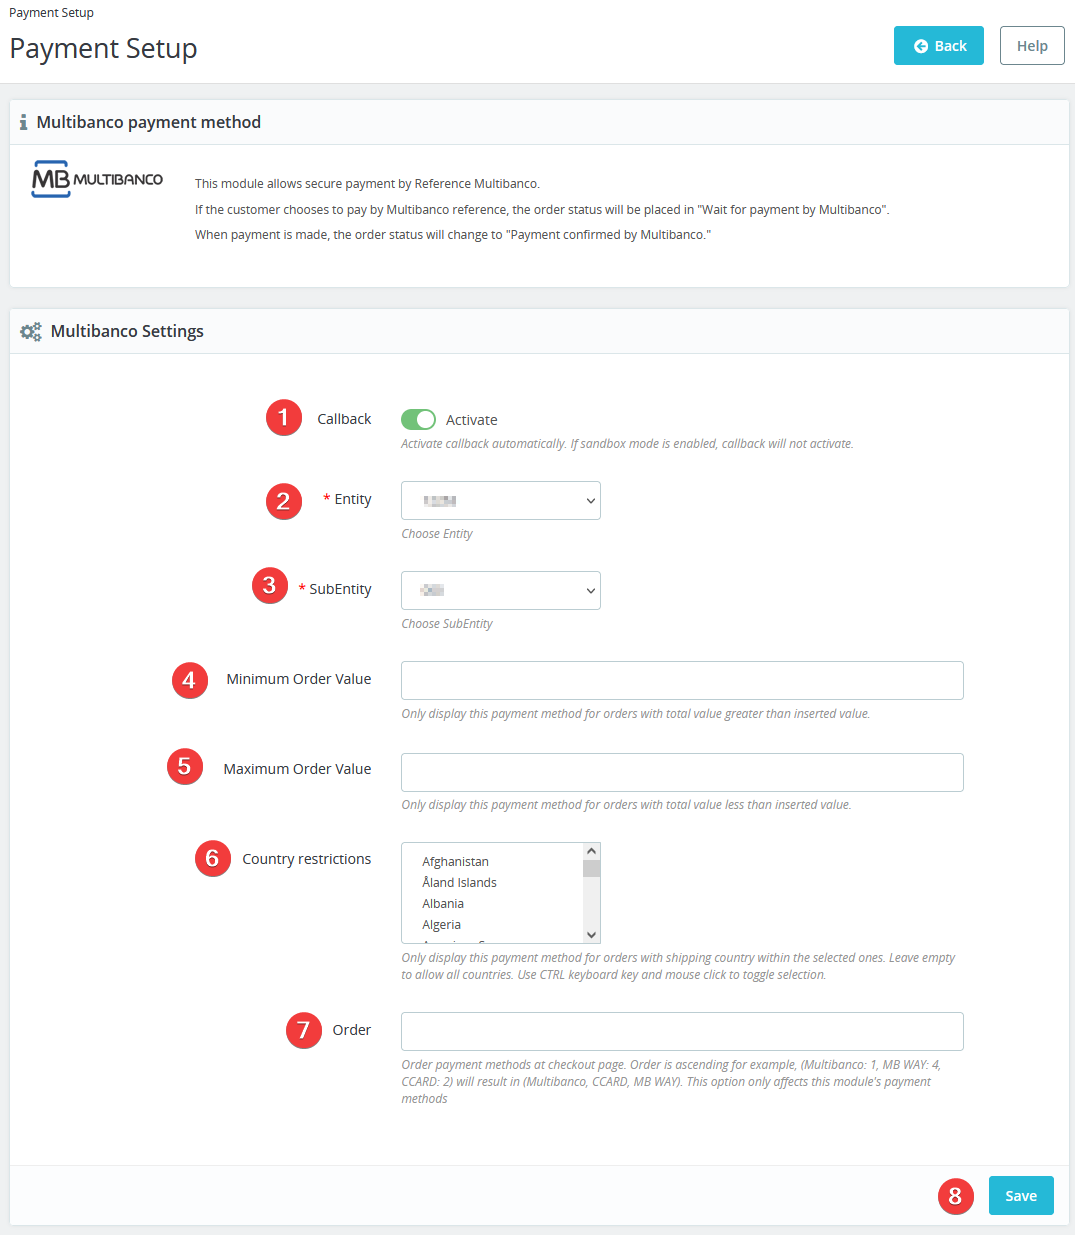 Payment Setup
Payment Setup
Back
Help
Multibanco payment method
MB MULTIBANCO
This module allows secure payment by Reference Multibanco.
If the customer chooses to pay by Multibanco reference, the order status will be placed in "Wait for payment by Multibanco".
When payment is made, the order status will change to "Payment confirmed by Multibanco."
Multibanco Settings
1 Callback Activate
Activate callback automatically. If sandbox mode is enabled, callback will not activate.
2 * Entity
Choose Entity
3 * SubEntity
Choose SubEntity
4 Minimum Order Value
Only display this payment method for orders with total value greater than inserted value.
5 Maximum Order Value
Only display this payment method for orders with total value less than inserted value.
6 Country restrictions
Afghanistan
Åland Islands
Albania
Algeria
Only display this payment method for orders with shipping country within the selected ones. Leave empty
to allow all countries. Use CTRL keyboard key and mouse click to toggle selection.
7 Order
Order payment methods at checkout page. Order is ascending for example, (Multibanco: 1, MB WAY: 4,
CCARD: 2) will result in (Multibanco, CCARD, MB WAY). This option only affects this module's payment
methods
8 Save